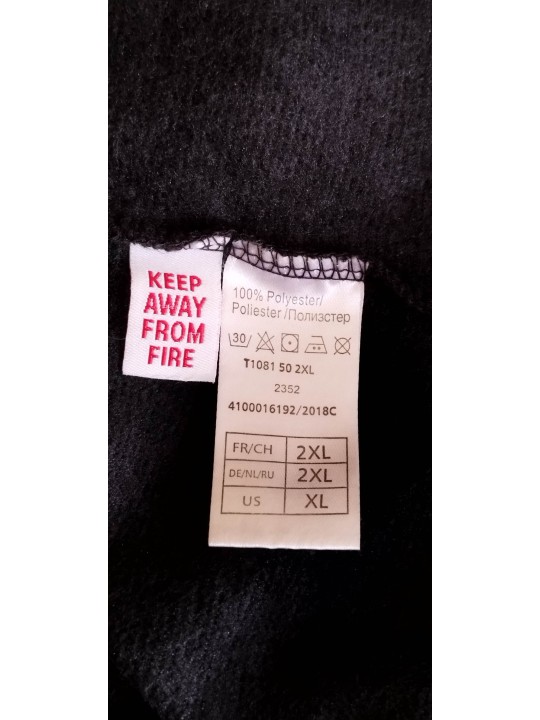 KEEP
AWAY
FROM
FIRE
100% Polyester/
Poliester /Полиэстер
30
T1081 50 2XL
2352
4100016192/2018C
FR/CH 2XL
DE/NL/RU 2XL
US XL